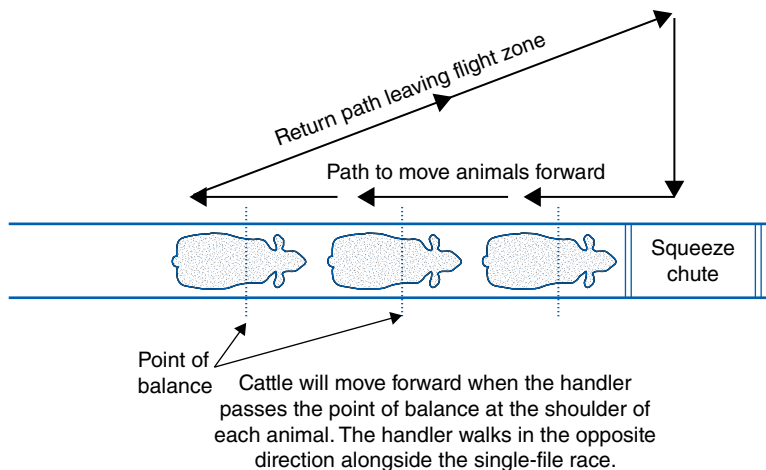 Return path leaving flight zone
Path to move animals forward
Squeeze
chute
Point of
balance
Cattle will move forward when the handler
passes the point of balance at the shoulder of
each animal. The handler walks in the opposite
direction alongside the single-file race.